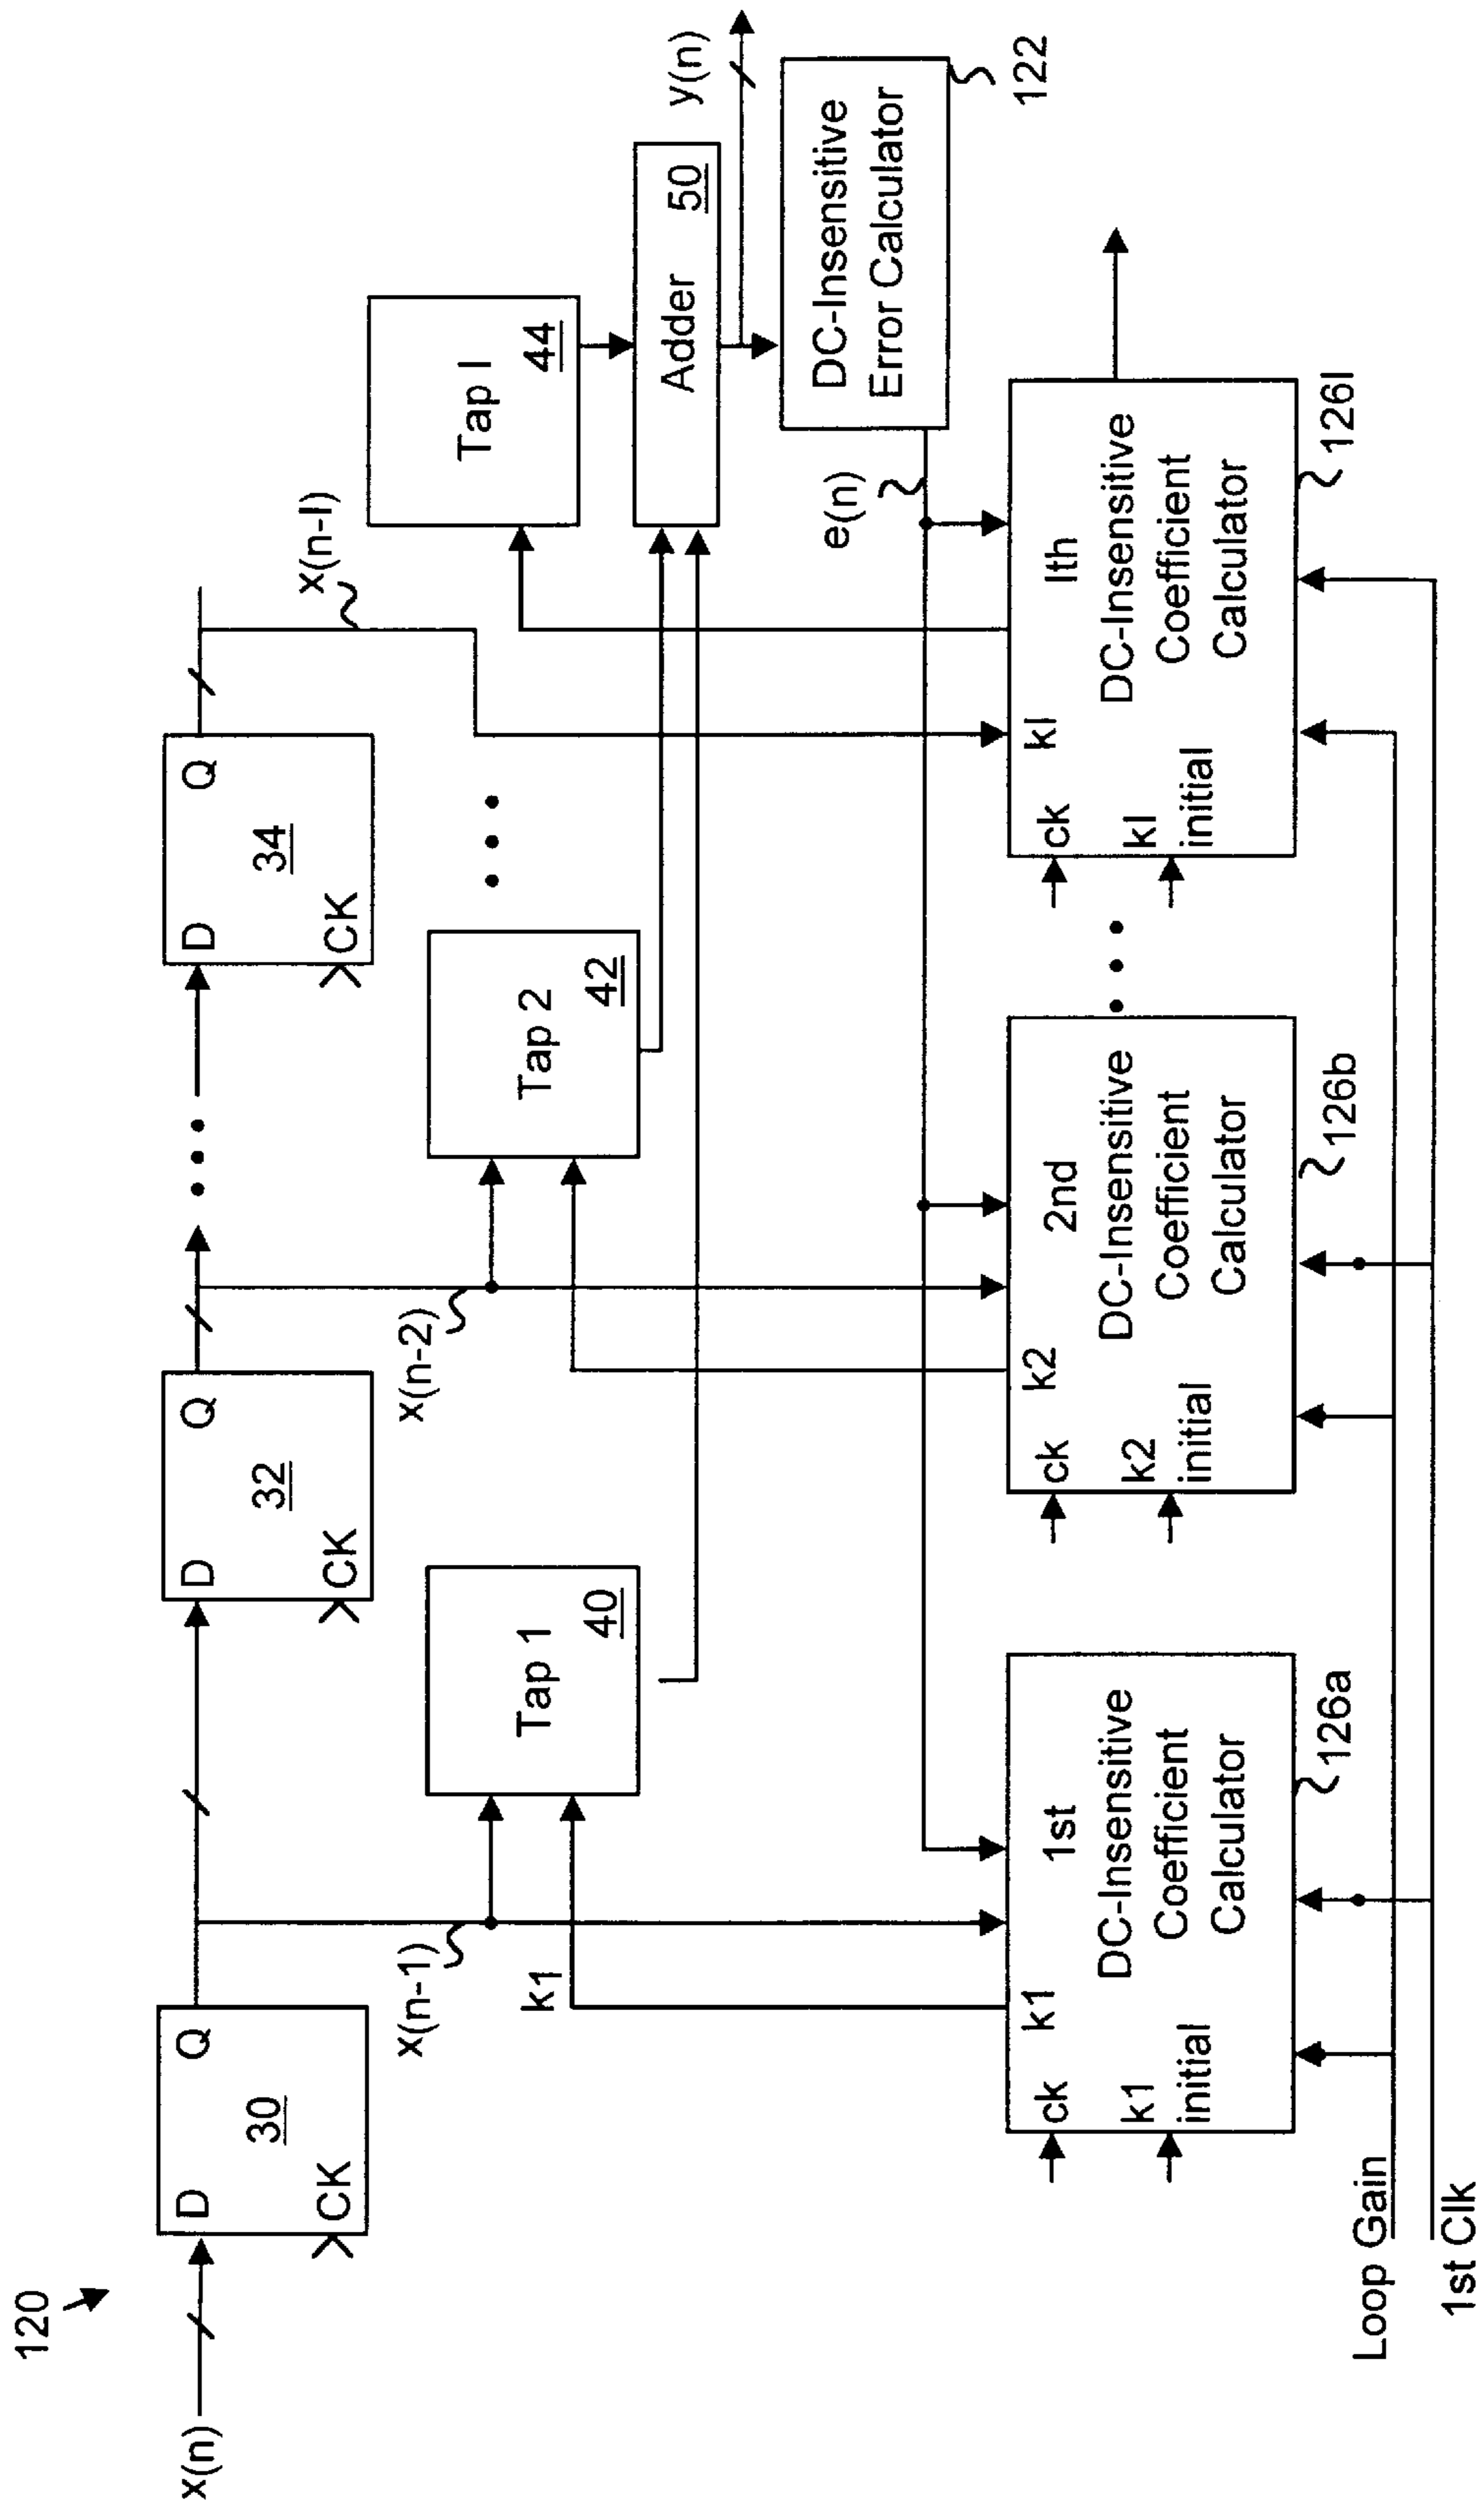 120
x(n)
D
Q
30
CK
D
Q
32
CK
D
Q
34
CK
x(n-1)
x(n-2)
x(n-l)
k1
Tap 1
40
Tap 2
42
Tap l
44
Adder
50
y(n)
DC-Insensitive
Error Calculator
122
e(n)
ck
k1
1st
DC-Insensitive
Coefficient
Calculator
k1
initial
126a
ck
k2
2nd
DC-Insensitive
Coefficient
Calculator
k2
initial
126b
ck
kl
lth
DC-Insensitive
Coefficient
Calculator
kl
initial
126l
Loop Gain
1st Clk